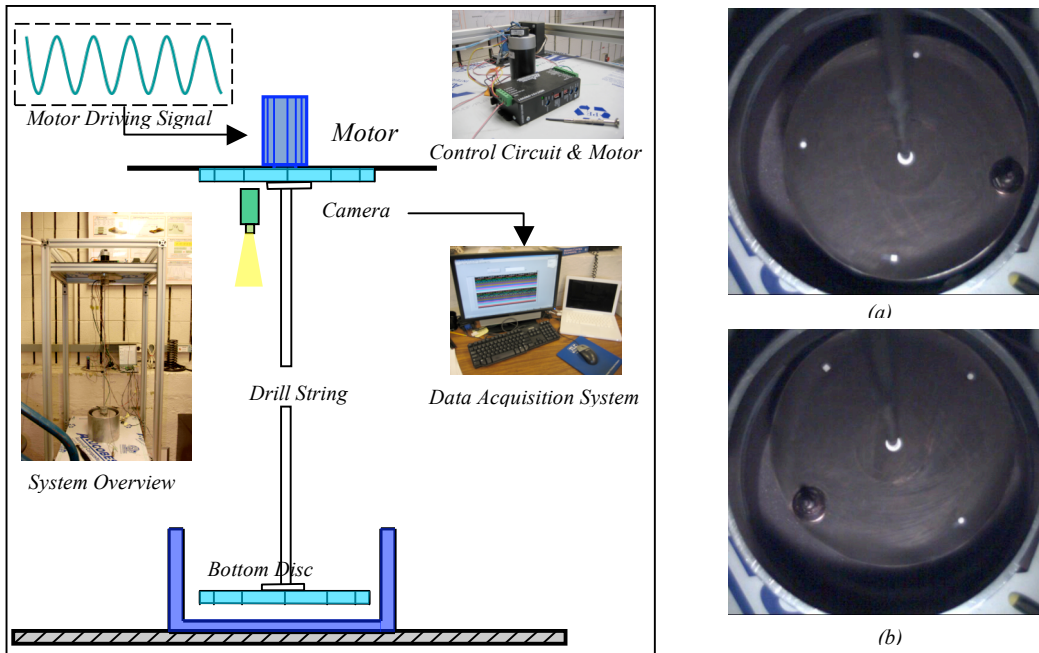 Motor Driving Signal
Motor
Control Circuit & Motor
Camera
Drill String
Data Acquisition System
System Overview
Bottom Disc
(a)
(b)